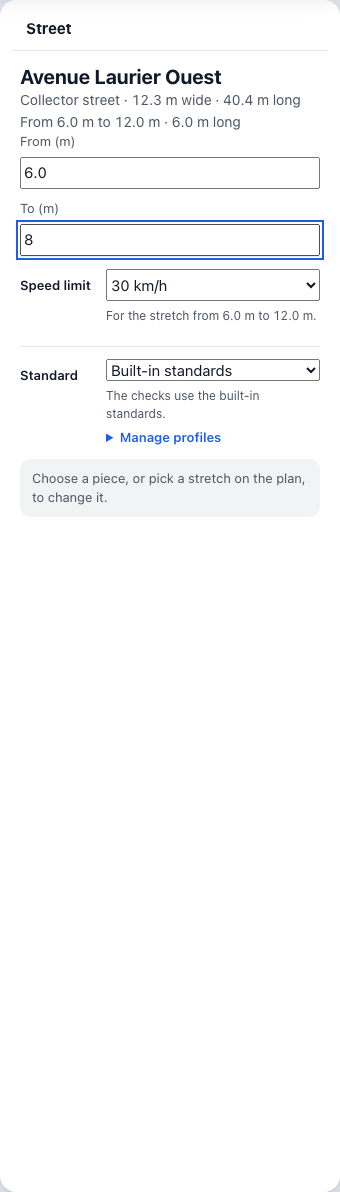 Street
Avenue Laurier Ouest
Collector street · 12.3 m wide · 40.4 m long
From 6.0 m to 12.0 m · 6.0 m long
From (m)
6.0
To (m)
8
Speed limit
30 km/h
For the stretch from 6.0 m to 12.0 m.
Standard
Built-in standards
The checks use the built-in
standards.
Manage profiles
Choose a piece, or pick a stretch on the plan,
to change it.